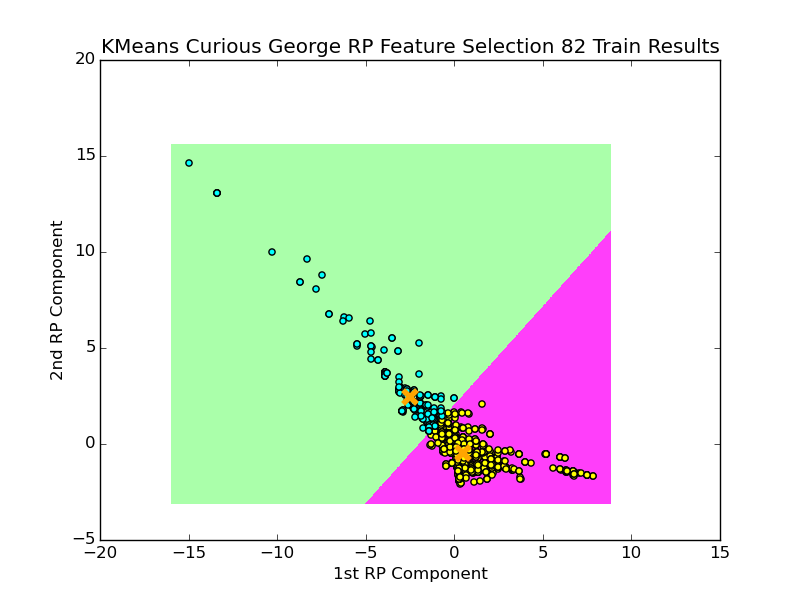 KMeans Curious George RP Feature Selection 82 Train Results
20
15
10
5
0
−5
2nd RP Component
−20 −15 −10 −5 0 5 10 15
1st RP Component